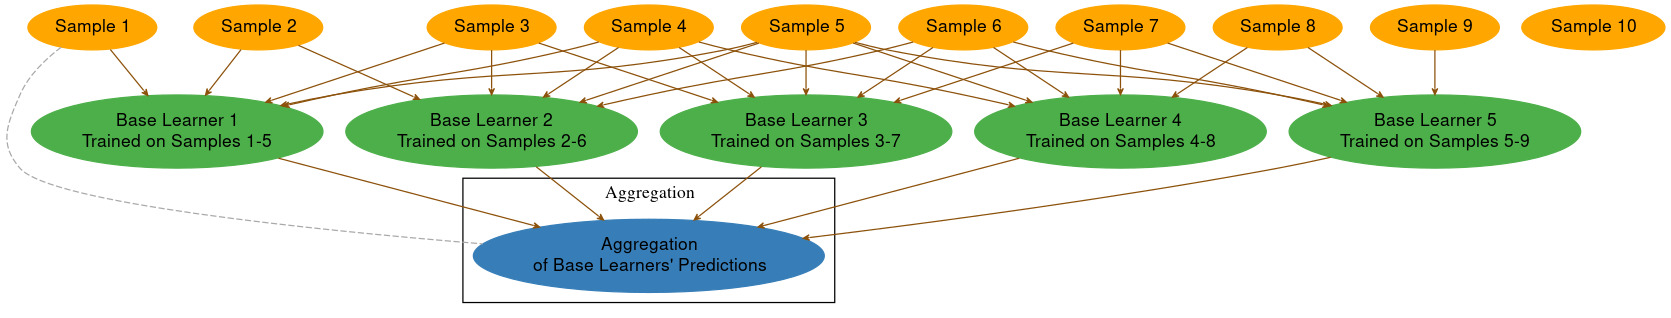 Sample 1
Sample 2
Sample 3
Sample 4
Sample 5
Sample 6
Sample 7
Sample 8
Sample 9
Sample 10
Base Learner 1
Trained on Samples 1-5
Base Learner 2
Trained on Samples 2-6
Base Learner 3
Trained on Samples 3-7
Base Learner 4
Trained on Samples 4-8
Base Learner 5
Trained on Samples 5-9
Aggregation
Aggregation
of Base Learners' Predictions